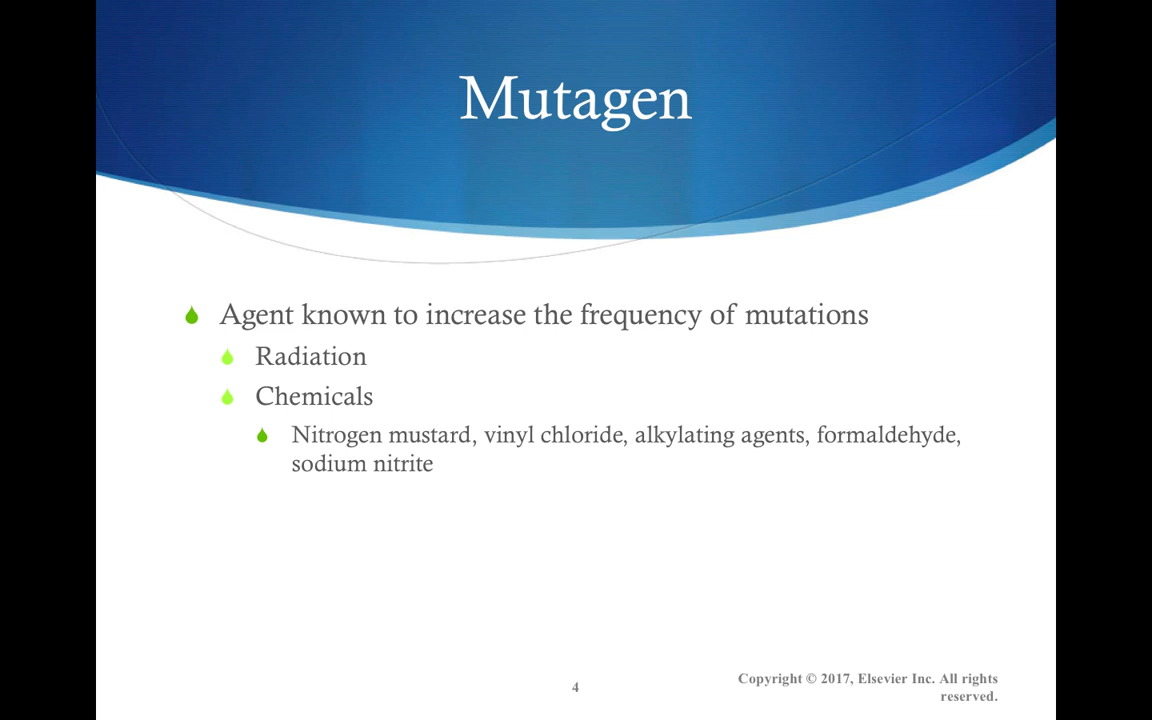 Mutagen
Agent known to increase the frequency of mutations
Radiation
Chemicals
Nitrogen mustard, vinyl chloride, alkylating agents, formaldehyde,
sodium nitrite
4
Copyright © 2017, Elsevier Inc. All rights
reserved.